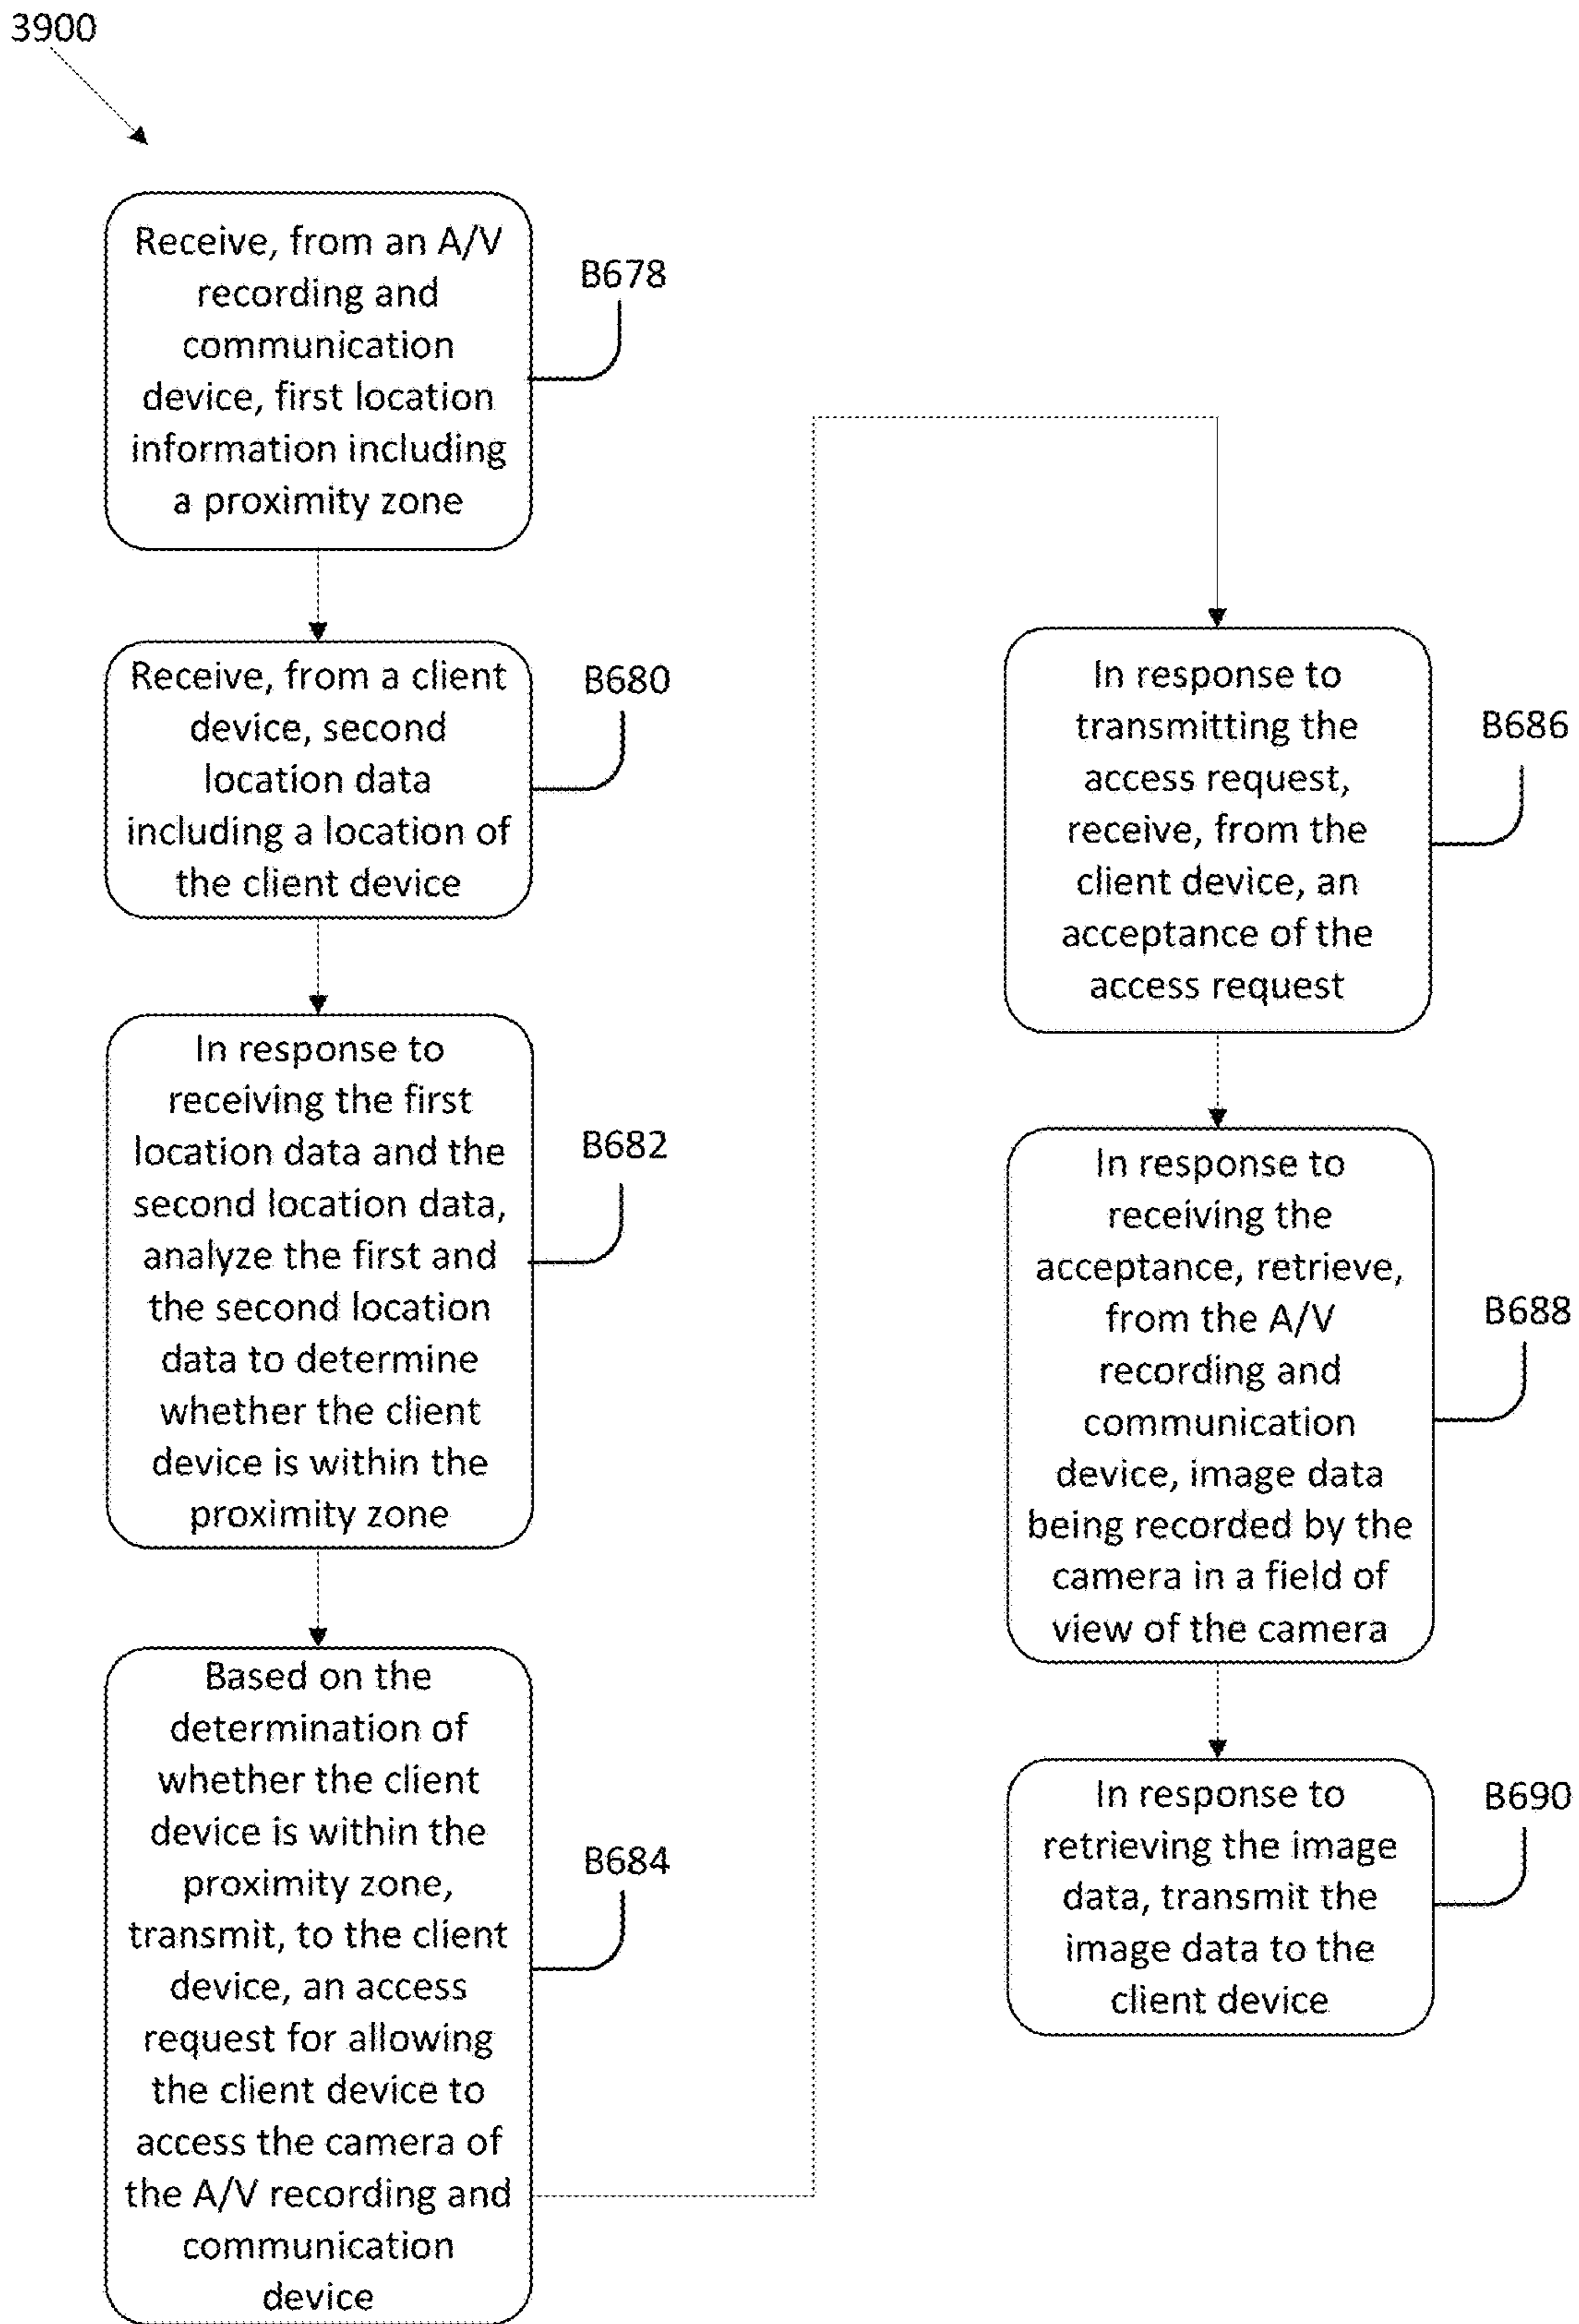 3900
Receive, from an A/V
recording and
communication
device, first location
information including
a proximity zone
B678
Receive, from a client
device, second
location data
including a location of
the client device
B680
In response to
receiving the first
location data and the
second location data,
analyze the first and
the second location
data to determine
whether the client
device is within the
proximity zone
B682
Based on the
determination of
whether the client
device is within the
proximity zone,
transmit, to the client
device, an access
request for allowing
the client device to
access the camera of
the A/V recording and
communication
device
B684
In response to
transmitting the
access request,
receive, from the
client device, an
acceptance of the
access request
B686
In response to
receiving the
acceptance, retrieve,
from the A/V
recording and
communication
device, image data
being recorded by the
camera in a field of
view of the camera
B688
In response to
retrieving the image
data, transmit the
image data to the
client device
B690